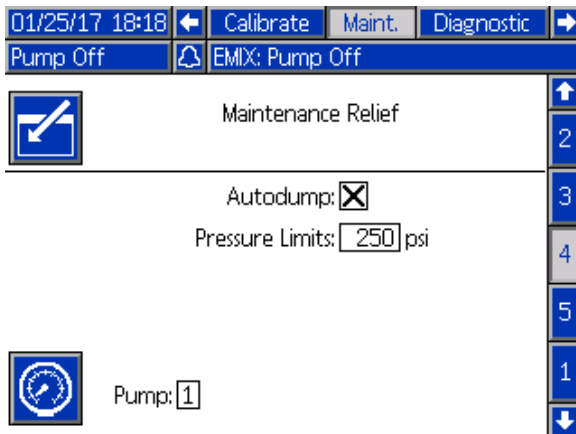 01/25/17 18:18 Calibrate Maint. Diagnostic
Pump Off EMIX: Pump Off
Maintenance Relief
2
Autodump:
3
Pressure Limits: 250 psi
4
5
1
Pump: 1